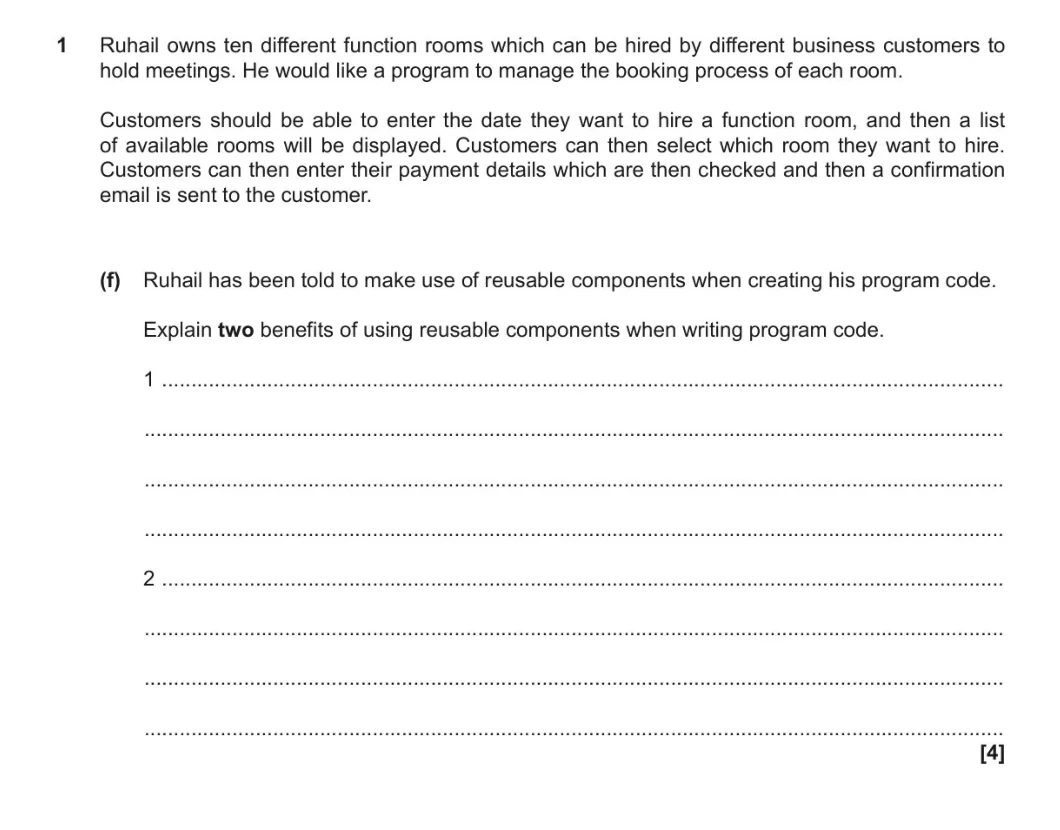 1 Ruhail owns ten different function rooms which can be hired by different business customers to
hold meetings. He would like a program to manage the booking process of each room.
Customers should be able to enter the date they want to hire a function room, and then a list
of available rooms will be displayed. Customers can then select which room they want to hire.
Customers can then enter their payment details which are then checked and then a confirmation
email is sent to the customer.
(f) Ruhail has been told to make use of reusable components when creating his program code.
Explain two benefits of using reusable components when writing program code.
1
2
[4]